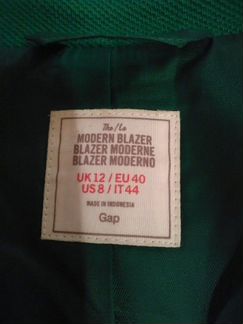 The / La
MODERN BLAZER
BLAZER MODERNE
BLAZER MODERNO
UK 12 / EU 40
US 8 / IT 44
MADE IN INDONESIA
Gap